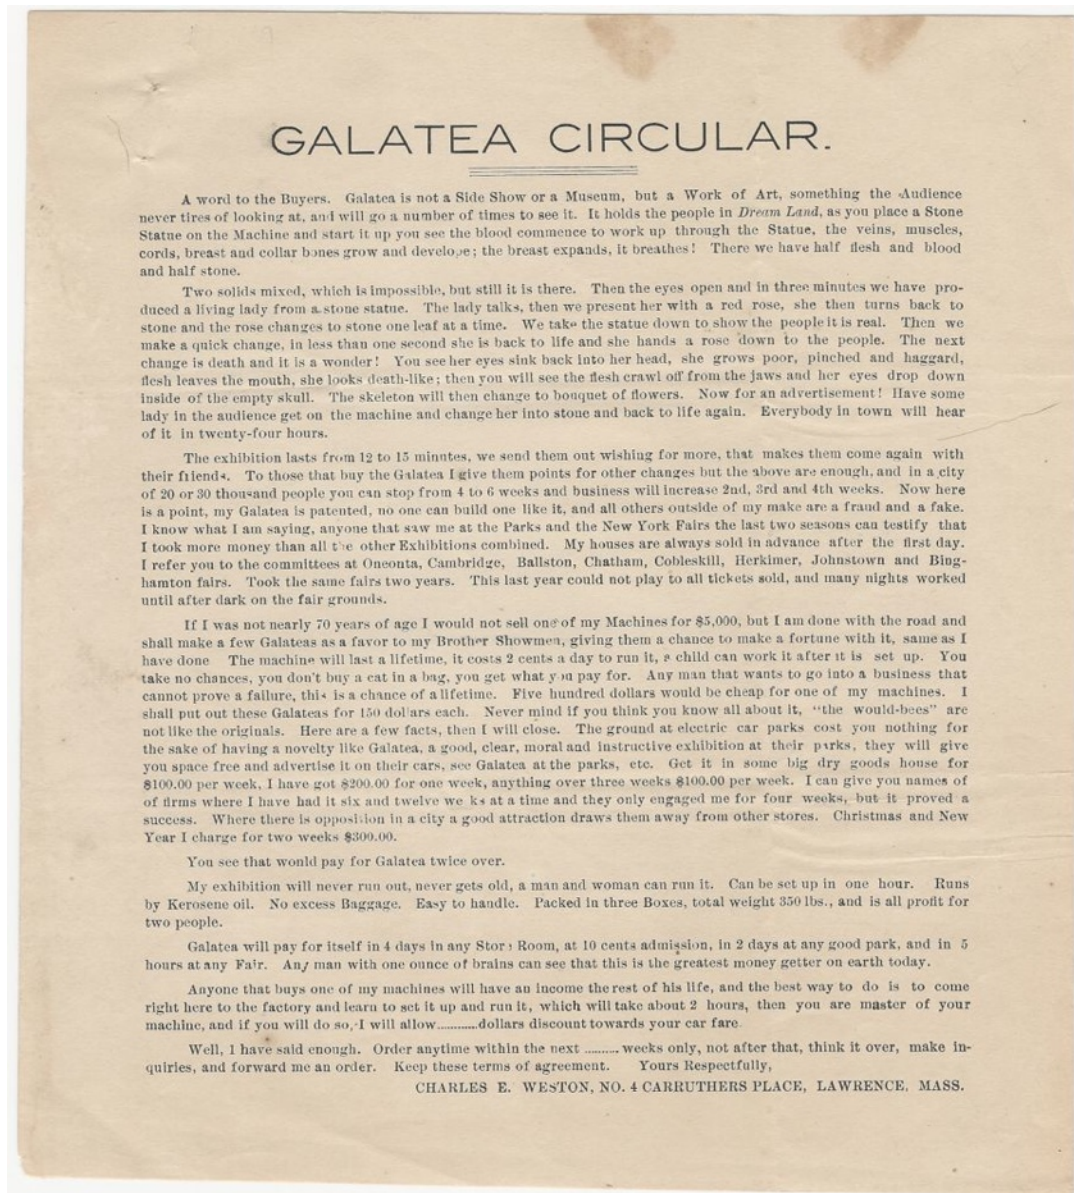 GALATEA CIRCULAR.
A word to the Buyers. Galatea is not a Side Show or a Museum, but a Work of Art, something the Audience
never tires of looking at, and will go a number of times to see it. It holds the people in Dream Land, as you place a Stone
Statue on the Machine and start it up you see the blood commence to work up through the Statue, the veins, muscles,
cords, breast and collar bones grow and develope; the breast expands, it breathes! There we have half flesh and blood
and half stone.
Two solids mixed, which is impossible, but still it is there. Then the eyes open and in three minutes we have pro-
duced a living lady from a stone statue. The lady talks, then we present her with a red rose, she then turns back to
stone and the rose changes to stone one leaf at a time. We take the statue down to show the people it is real. Then we
make a quick change, in less than one second she is back to life and she hands a rose down to the people. The next
change is death and it is a wonder! You see her eyes sink back into her head, she grows poor, pinched and haggard,
flesh leaves the mouth, she looks death-like; then you will see the flesh crawl off from the jaws and her eyes drop down
inside of the empty skull. The skeleton will then change to bouquet of flowers. Now for an advertisement! Have some
lady in the audience get on the machine and change her into stone and back to life again. Everybody in town will hear
of it in twenty-four hours.
The exhibition lasts from 12 to 15 minutes, we send them out wishing for more, that makes them come again with
their friends. To those that buy the Galatea I give them points for other changes but the above are enough, and in a city
of 20 or 30 thousand people you can stop from 4 to 6 weeks and business will increase 2nd, 3rd and 4th weeks. Now here
is a point, my Galatea is patented, no one can build one like it, and all others outside of my make are a fraud and a fake.
I know what I am saying, anyone that saw me at the Parks and the New York Fairs the last two seasons can testify that
I took more money than all the other Exhibitions combined. My houses are always sold in advance after the first day.
I refer you to the committees at Oneonta, Cambridge, Ballston, Chatham, Cobleskill, Herkimer, Johnstown and Bing-
hamton fairs. Took the same fairs two years. This last year could not play to all tickets sold, and many nights worked
until after dark on the fair grounds.
If I was not nearly 70 years of age I would not sell one of my Machines for $5,000, but I am done with the road and
shall make a few Galateas as a favor to my Brother Showmen, giving them a chance to make a fortune with it, same as I
have done The machine will last a lifetime, it costs 2 cents a day to run it, a child can work it after it is set up. You
take no chances, you don't buy a cat in a bag, you get what you pay for. Any man that wants to go into a business that
cannot prove a failure, this is a chance of a lifetime. Five hundred dollars would be cheap for one of my machines. I
shall put out these Galateas for 150 dollars each. Never mind if you think you know all about it, "the would-bees" are
not like the originals. Here are a few facts, then I will close. The ground at electric car parks cost you nothing for
the sake of having a novelty like Galatea, a good, clear, moral and instructive exhibition at their parks, they will give
you space free and advertise it on their cars, see Galatea at the parks, etc. Get it in some big dry goods house for
$100.00 per week, I have got $200.00 for one week, anything over three weeks $100.00 per week. I can give you names of
of firms where I have had it six and twelve weeks at a time and they only engaged me for four weeks, but it proved a
success. Where there is opposition in a city a good attraction draws them away from other stores. Christmas and New
Year I charge for two weeks $300.00.
You see that would pay for Galatea twice over.
My exhibition will never run out, never gets old, a man and woman can run it. Can be set up in one hour. Runs
by Kerosene oil. No excess Baggage. Easy to handle. Packed in three Boxes, total weight 350 lbs., and is all profit for
two people.
Galatea will pay for itself in 4 days in any Store Room, at 10 cents admission, in 2 days at any good park, and in 5
hours at any Fair. Any man with one ounce of brains can see that this is the greatest money getter on earth today.
Anyone that buys one of my machines will have an income the rest of his life, and the best way to do is to come
right here to the factory and learn to set it up and run it, which will take about 2 hours, then you are master of your
machine, and if you will do so, I will allow............dollars discount towards your car fare.
Well, I have said enough. Order anytime within the next .......... weeks only, not after that, think it over, make in-
quiries, and forward me an order. Keep these terms of agreement. Yours Respectfully,
CHARLES E. WESTON, NO. 4 CARRUTHERS PLACE, LAWRENCE, MASS.